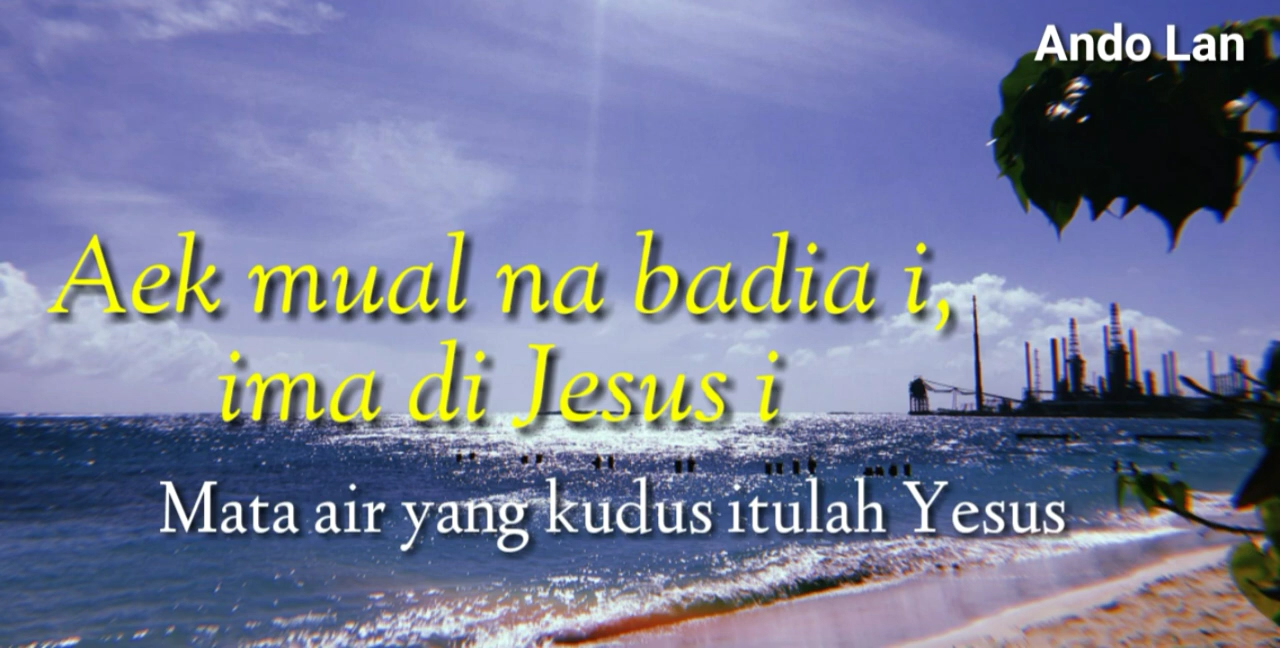 Ando Lan
Aek mual na badia i,
ima di Jesus i
Mata air yang kudus itulah Yesus